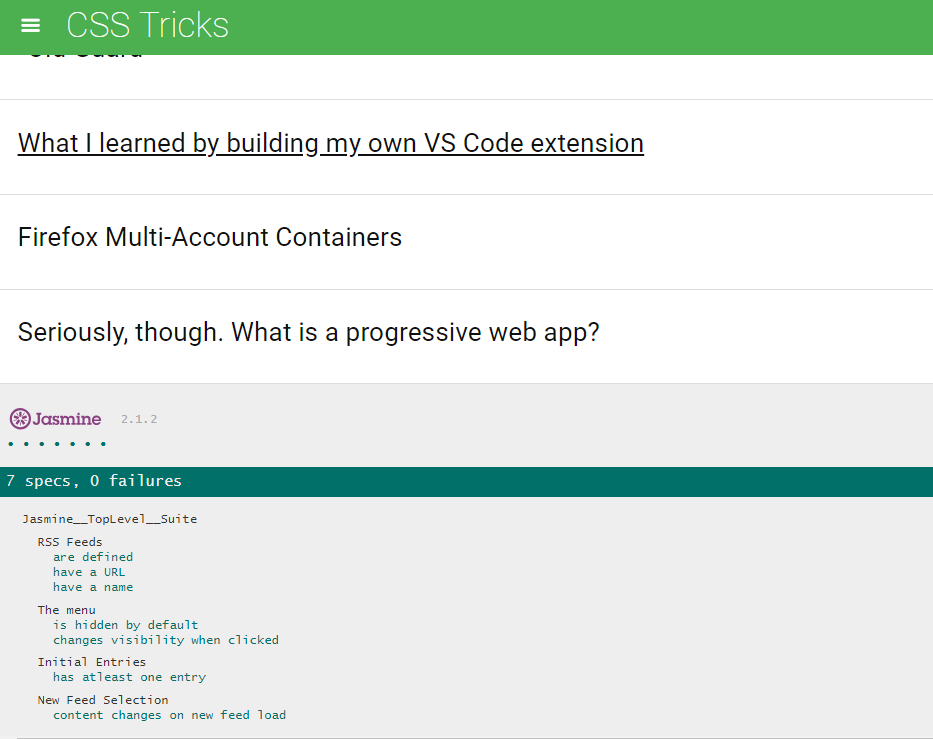 CSS Tricks
What I learned by building my own VS Code extension
Firefox Multi-Account Containers
Seriously, though. What is a progressive web app?
Jasmine 2.1.2
7 specs, 0 failures
Jasmine__TopLevel__Suite
RSS Feeds
are defined
have a URL
have a name
The menu
is hidden by default
changes visibility when clicked
Initial Entries
has atleast one entry
New Feed Selection
content changes on new feed load